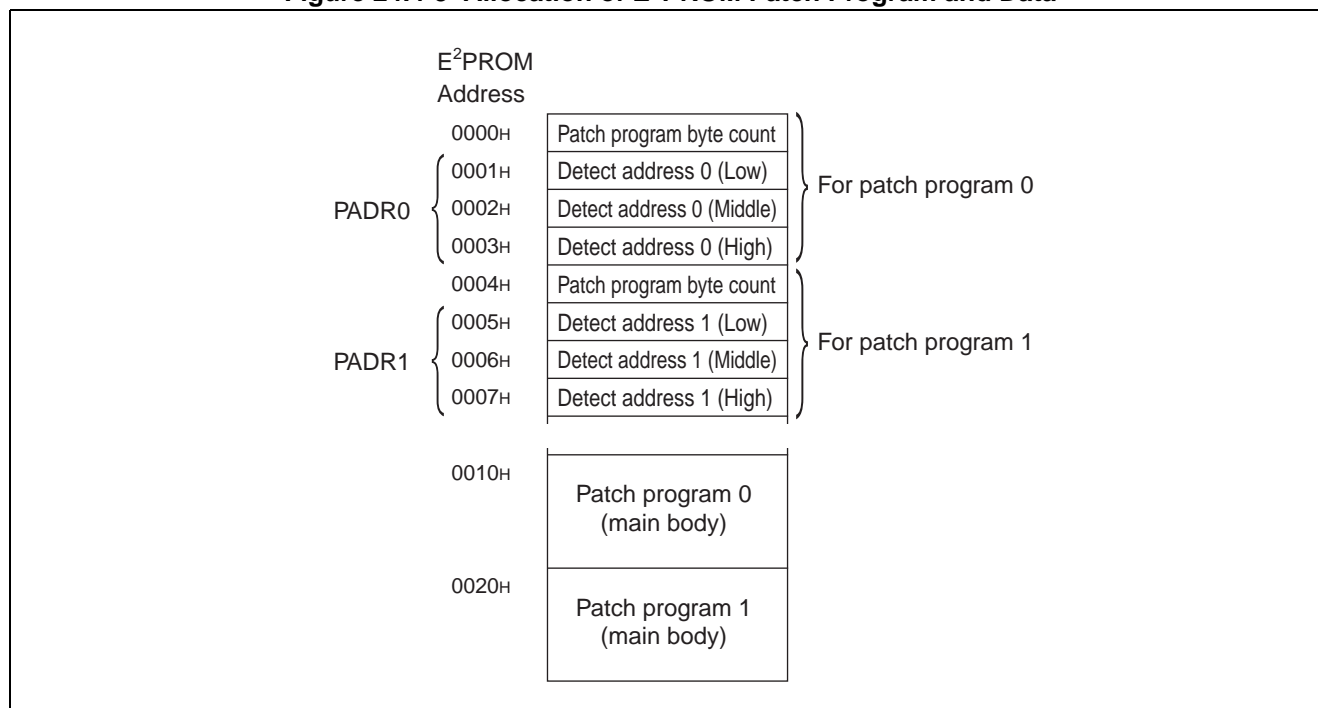 E²PROM
Address
0000H Patch program byte count
0001H Detect address 0 (Low)
PADR0 0002H Detect address 0 (Middle)
0003H Detect address 0 (High)
For patch program 0
0004H Patch program byte count
0005H Detect address 1 (Low)
PADR1 0006H Detect address 1 (Middle)
0007H Detect address 1 (High)
For patch program 1
0010H Patch program 0
(main body)
0020H Patch program 1
(main body)